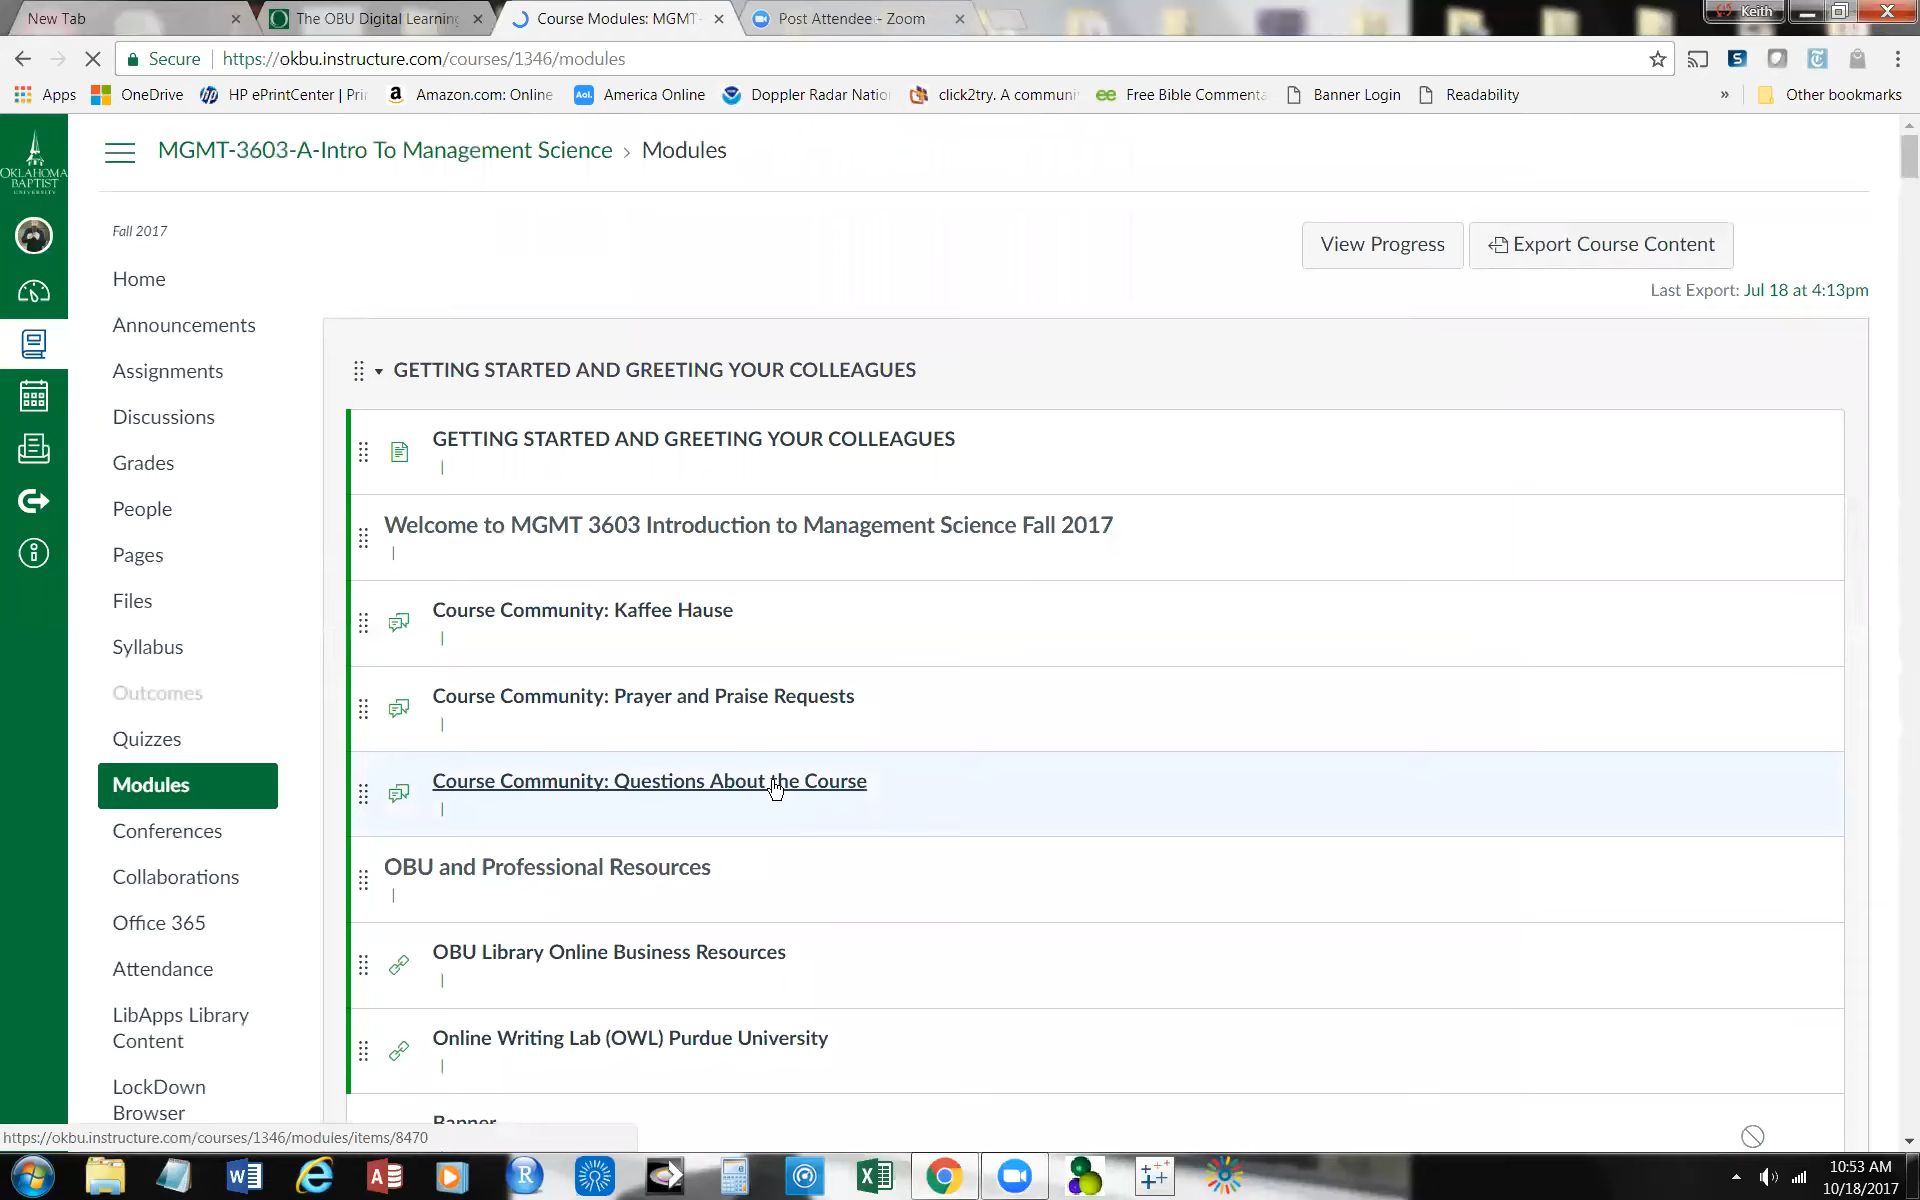 New Tab
The OBU Digital Learning
Course Modules: MGMT-
Post Attendee - Zoom
Keith
Secure
https://okbu.instructure.com/courses/1346/modules
Apps
OneDrive
HP ePrintCenter | Pri
Amazon.com: Online
America Online
Doppler Radar Natio
click2try. A communi
Free Bible Commenta
Banner Login
Readability
»
Other bookmarks
OKLAHOMA
BAPTIST
UNIVERSITY
MGMT-3603-A-Intro To Management Science › Modules
Fall 2017
Home
Announcements
Assignments
Discussions
Grades
People
Pages
Files
Syllabus
Outcomes
Quizzes
Modules
Conferences
Collaborations
Office 365
Attendance
LibApps Library
Content
LockDown
Browser
View Progress
Export Course Content
Last Export: Jul 18 at 4:13pm
GETTING STARTED AND GREETING YOUR COLLEAGUES
GETTING STARTED AND GREETING YOUR COLLEAGUES
|
Welcome to MGMT 3603 Introduction to Management Science Fall 2017
|
Course Community: Kaffee Hause
|
Course Community: Prayer and Praise Requests
|
Course Community: Questions About the Course
|
OBU and Professional Resources
|
OBU Library Online Business Resources
|
Online Writing Lab (OWL) Purdue University
|
Banner
https://okbu.instructure.com/courses/1346/modules/items/8470
10:53 AM
10/18/2017